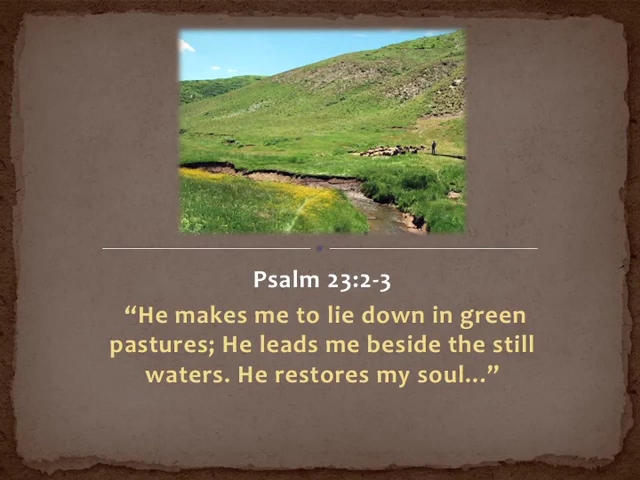 Psalm 23:2-3
“He makes me to lie down in green
pastures; He leads me beside the still
waters. He restores my soul...”